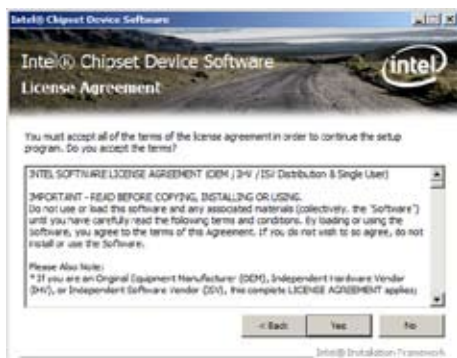 Intel® Chipset Device Software
Intel® Chipset Device Software
License Agreement
intel
You must accept all of the terms of the license agreement in order to continue the setup
program. Do you accept the terms?
INTEL SOFTWARE LICENSE AGREEMENT (OEM / IHV / ISV Distribution & Single User)
IMPORTANT - READ BEFORE COPYING, INSTALLING OR USING.
Do not use or load this software and any associated materials (collectively, the "Software")
until you have carefully read the following terms and conditions. By loading or using the
Software, you agree to the terms of this Agreement. If you do not wish to so agree, do not
install or use the Software.
Please Also Note:
* If you are an Original Equipment Manufacturer (OEM), Independent Hardware Vendor
(IHV), or Independent Software Vendor (ISV), this complete LICENSE AGREEMENT applies;
< Back
Yes
No
Intel® Installation Framework